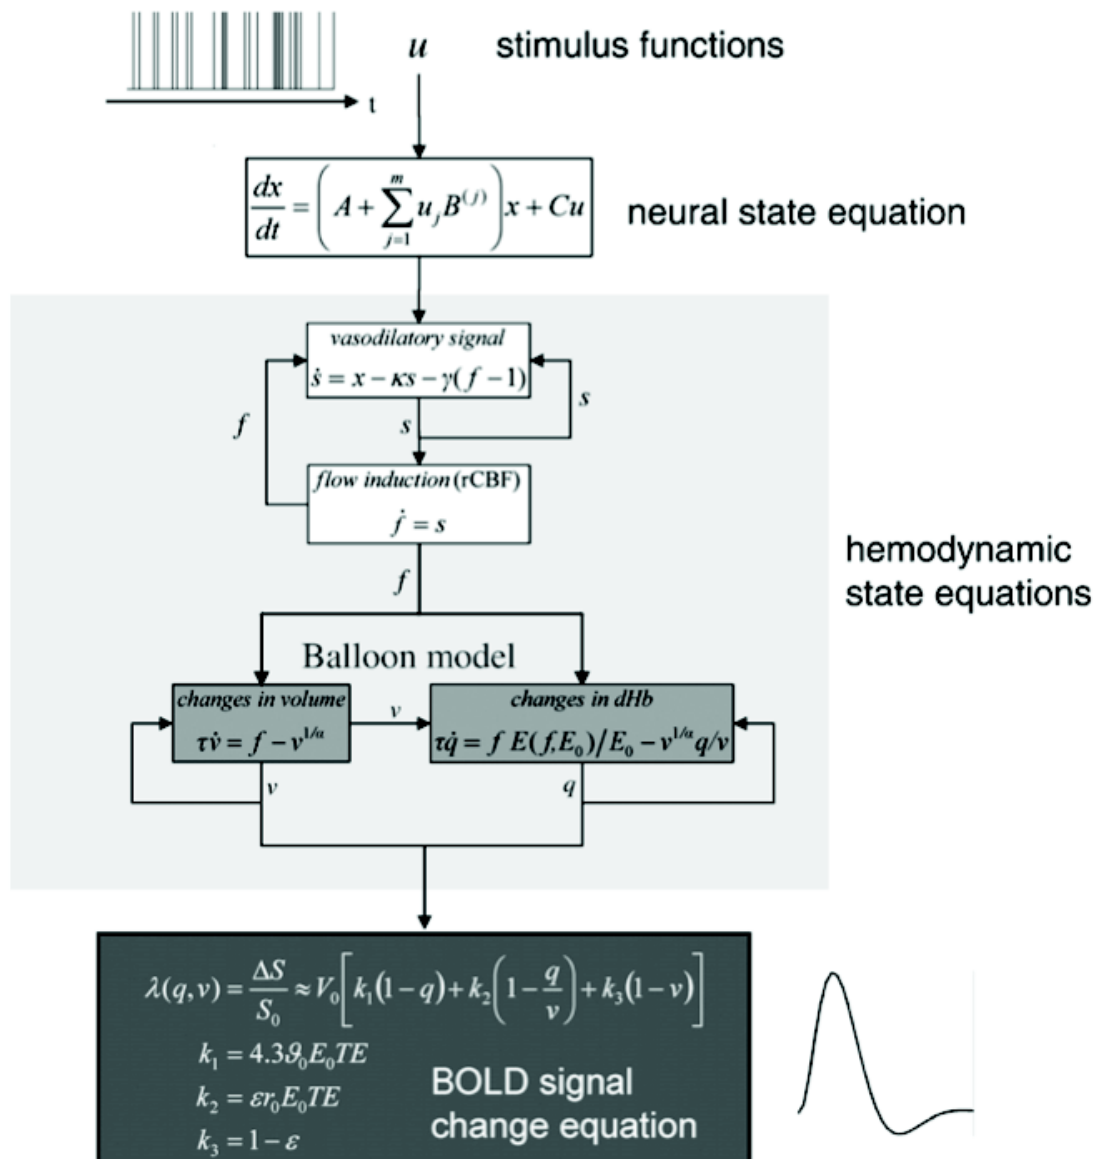 t
u stimulus functions
dx/dt = (A + ∑_{j=1}^{m} u_j B^{(j)}) x + Cu
neural state equation
vasodilatory signal
ṡ = x − κs − γ(f − 1)
f
s
s
flow induction (rCBF)
ḟ = s
f
hemodynamic
state equations
Balloon model
changes in volume
τv̇ = f − v^{1/α}
v
changes in dHb
τq̇ = f E(f,E₀)/E₀ − v^{1/α} q/v
v
q
λ(q,v) = ΔS/S₀ ≈ V₀[k₁(1 − q) + k₂(1 − q/v) + k₃(1 − v)]
k₁ = 4.3ϑ₀E₀TE
k₂ = εr₀E₀TE
k₃ = 1 − ε
BOLD signal
change equation